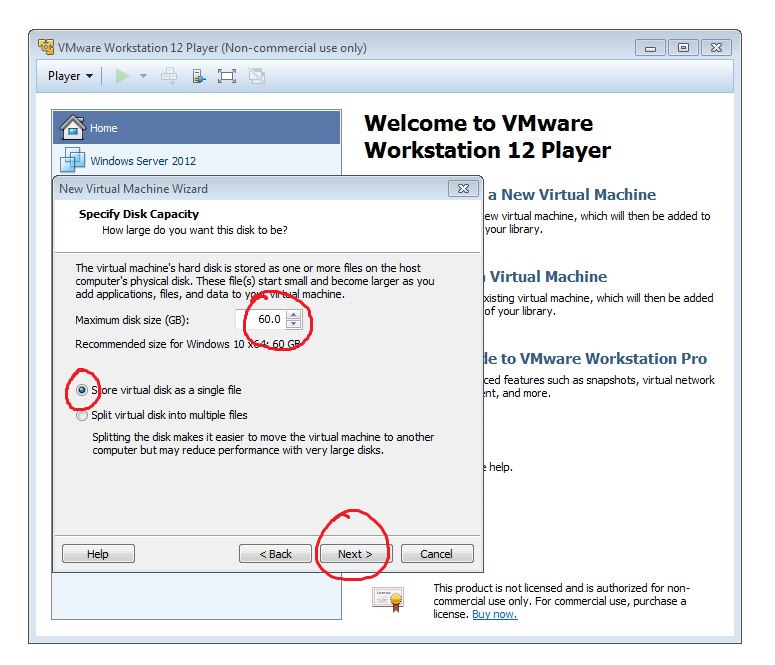 VMware Workstation 12 Player (Non-commercial use only)
Player
Home
Windows Server 2012
Welcome to VMware
Workstation 12 Player
a New Virtual Machine
ew virtual machine, which will then be added to
your library.
Virtual Machine
xisting virtual machine, which will then be added
of your library.
de to VMware Workstation Pro
ced features such as snapshots, virtual network
nt, and more.
help.
New Virtual Machine Wizard
Specify Disk Capacity
How large do you want this disk to be?
The virtual machine's hard disk is stored as one or more files on the host
computer's physical disk. These file(s) start small and become larger as you
add applications, files, and data to your virtual machine.
Maximum disk size (GB): 60.0
Recommended size for Windows 10 x64: 60 GB
Store virtual disk as a single file
Split virtual disk into multiple files
Splitting the disk makes it easier to move the virtual machine to another
computer but may reduce performance with very large disks.
Help < Back Next > Cancel
This product is not licensed and is authorized for non-
commercial use only. For commercial use, purchase a
license. Buy now.